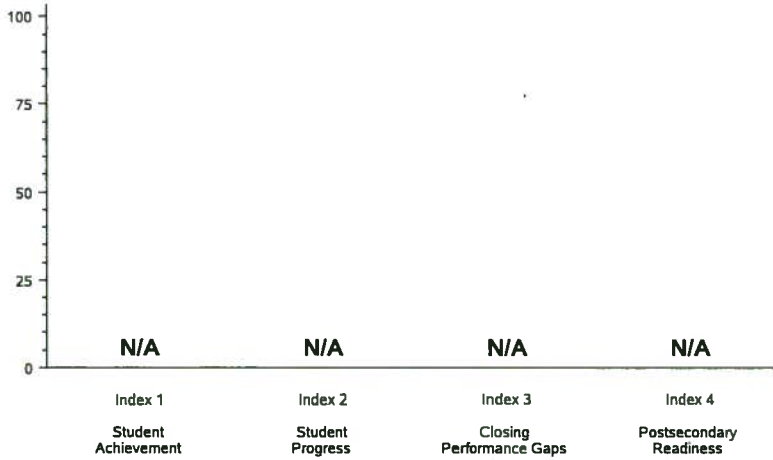 100
75
50
25
0
N/A N/A N/A N/A
Index 1 Index 2 Index 3 Index 4
Student Student Closing Postsecondary
Achievement Progress Performance Gaps Readiness